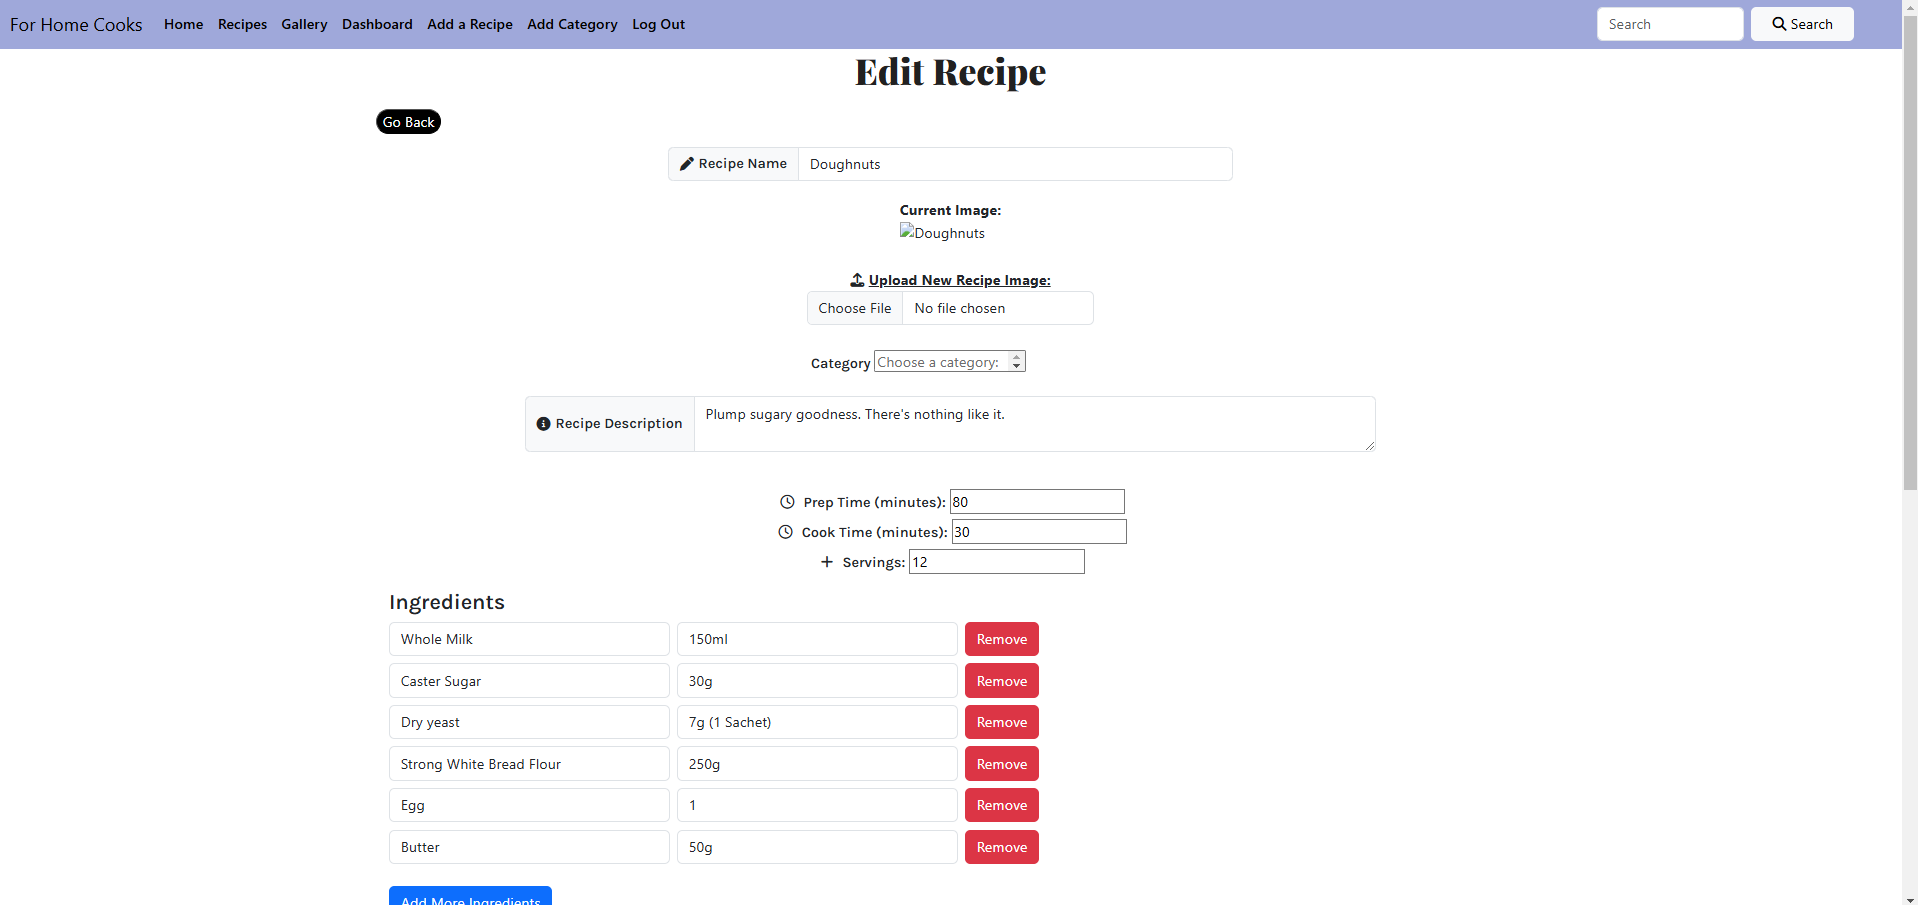 For Home Cooks Home Recipes Gallery Dashboard Add a Recipe Add Category Log Out Search Search
Edit Recipe
Go Back
Recipe Name Doughnuts
Current Image:
Doughnuts
Upload New Recipe Image:
Choose File No file chosen
Category Choose a category:
Recipe Description Plump sugary goodness. There's nothing like it.
Prep Time (minutes): 80
Cook Time (minutes): 30
Servings: 12
Ingredients
Whole Milk 150ml Remove
Caster Sugar 30g Remove
Dry yeast 7g (1 Sachet) Remove
Strong White Bread Flour 250g Remove
Egg 1 Remove
Butter 50g Remove
Add More Ingredients